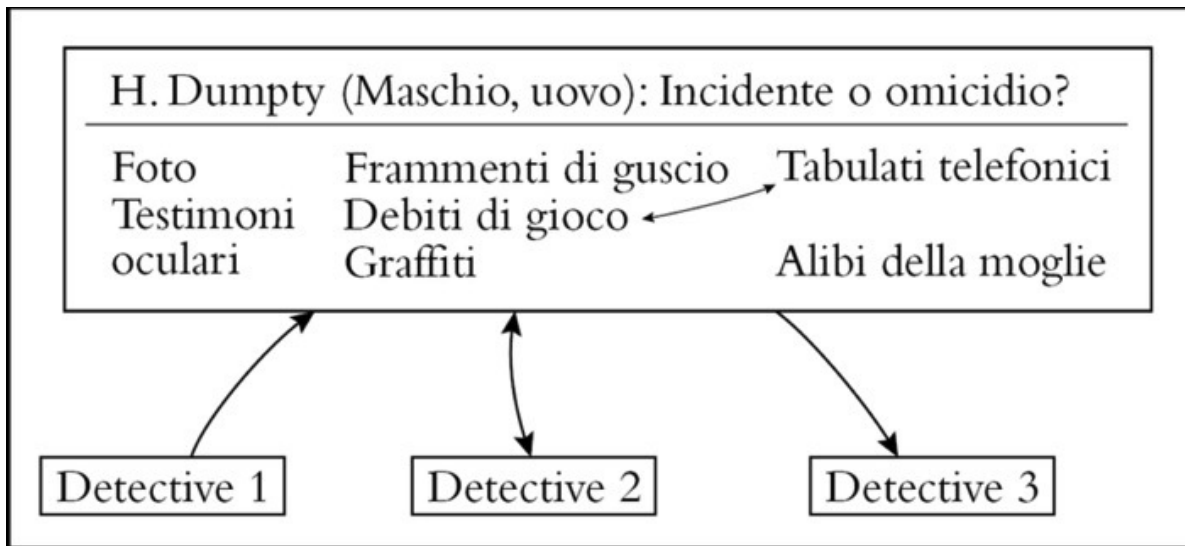 H. Dumpty (Maschio, uovo): Incidente o omicidio?
Foto Frammenti di guscio Tabulati telefonici
Testimoni Debiti di gioco
oculari Graffiti Alibi della moglie
Detective 1 Detective 2 Detective 3